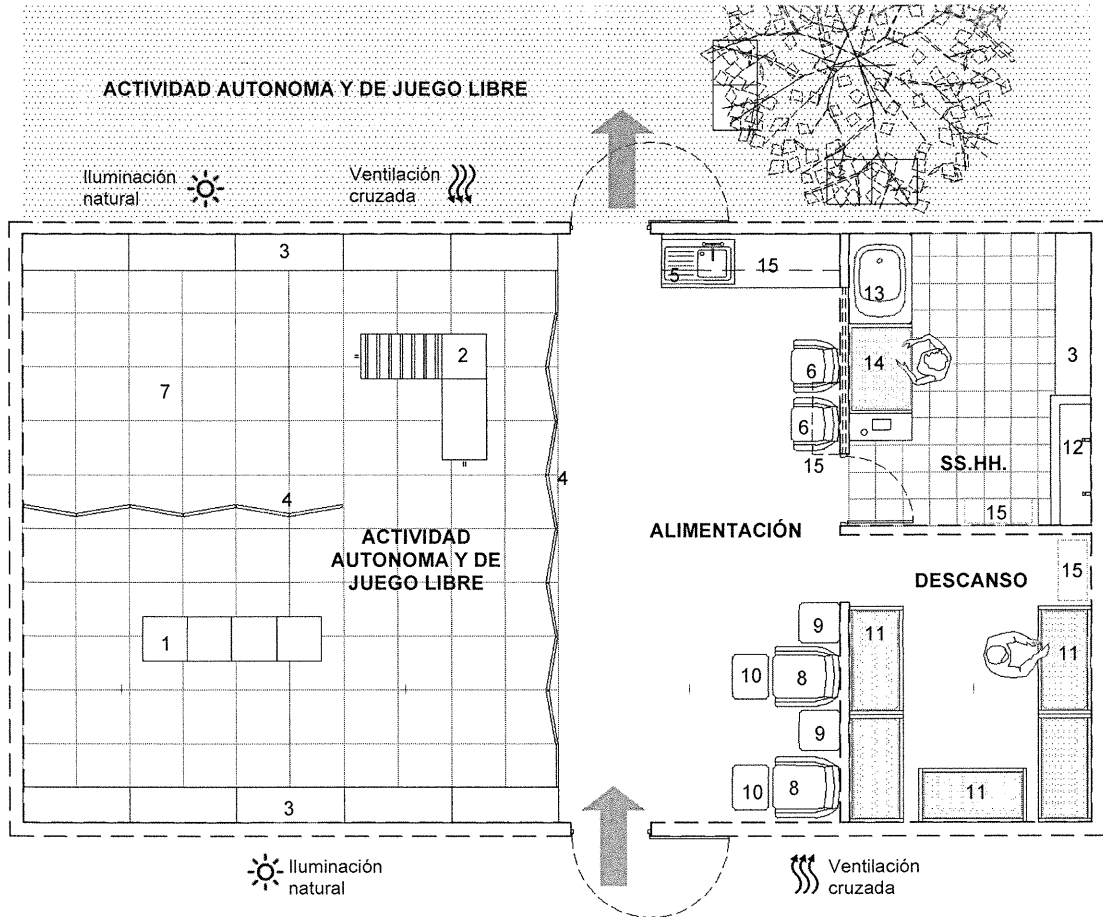 ACTIVIDAD AUTONOMA Y DE JUEGO LIBRE
Iluminación
natural
Ventilación
cruzada
3
5
15
13
2
6
14
3
7
6
4
4
15
12
SS.HH.
15
ACTIVIDAD
AUTONOMA Y DE
JUEGO LIBRE
ALIMENTACIÓN
DESCANSO
15
1
9
11
11
10
8
9
10
8
11
3
Iluminación
natural
Ventilación
cruzada